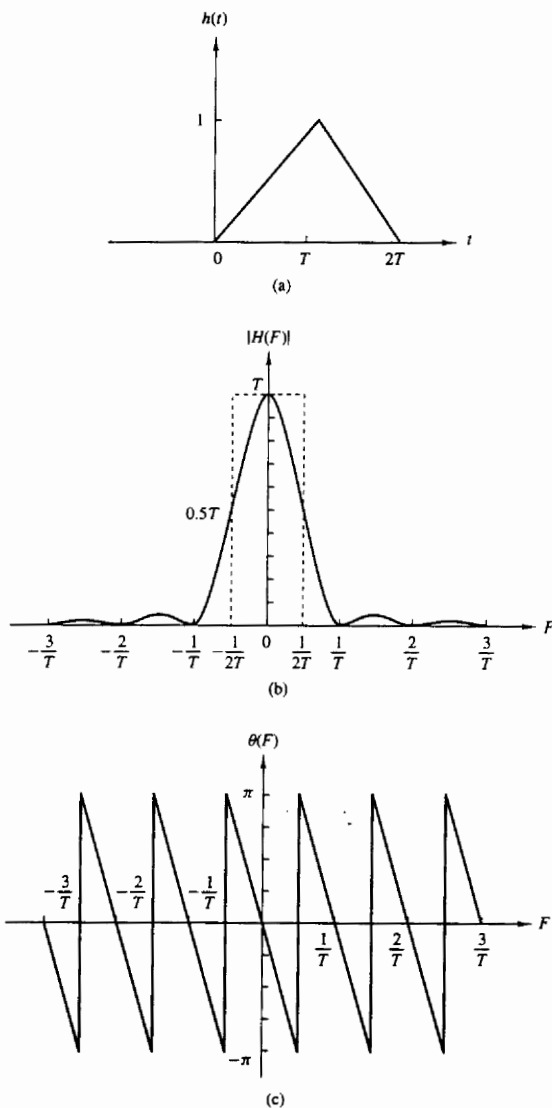 h(t)
1
0 T 2T t
(a)
|H(F)|
T
0.5T
-3/T -2/T -1/T -1/2T 0 1/2T 1/T 2/T 3/T F
(b)
θ(F)
π
-3/T -2/T -1/T
1/T 2/T 3/T F
-π
(c)